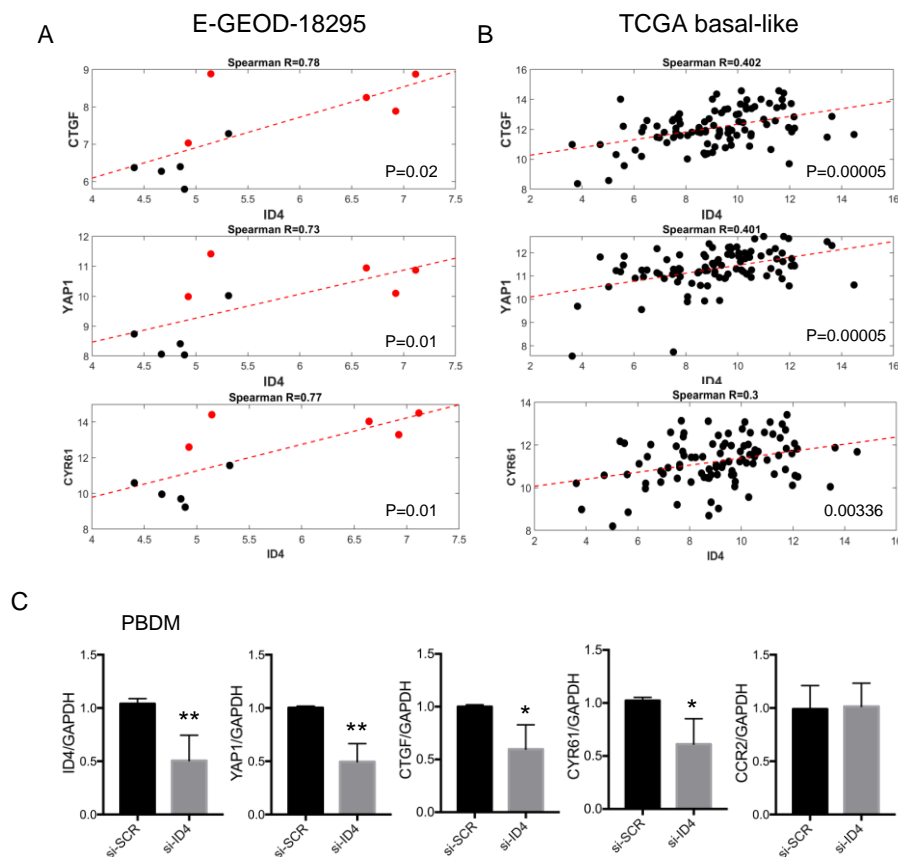 E-GEOD-18295
TCGA basal-like
A
B
Spearman R=0.78
CTGF
9
8
7
6
P=0.02
4 4.5 5 5.5 6 6.5 7 7.5
ID4
Spearman R=0.402
CTGF
16
14
12
10
8
P=0.00005
2 4 6 8 10 12 14 16
ID4
Spearman R=0.73
YAP1
12
11
10
9
8
P=0.01
4 4.5 5 5.5 6 6.5 7 7.5
ID4
Spearman R=0.401
YAP1
12
11
10
9
8
P=0.00005
2 4 6 8 10 12 14 16
ID4
Spearman R=0.77
CYR61
14
12
10
8
P=0.01
4 4.5 5 5.5 6 6.5 7 7.5
ID4
Spearman R=0.3
CYR61
14
12
10
8
0.00336
2 4 6 8 10 12 14 16
ID4
C
PBDM
ID4/GAPDH
1.5
1.0
0.5
0.0
**
si-SCR si-ID4
YAP1/GAPDH
1.5
1.0
0.5
0.0
**
si-SCR si-ID4
CTGF/GAPDH
1.5
1.0
0.5
0.0
*
si-SCR si-ID4
CYR61/GAPDH
1.5
1.0
0.5
0.0
*
si-SCR si-ID4
CCR2/GAPDH
1.5
1.0
0.5
0.0
si-SCR si-ID4